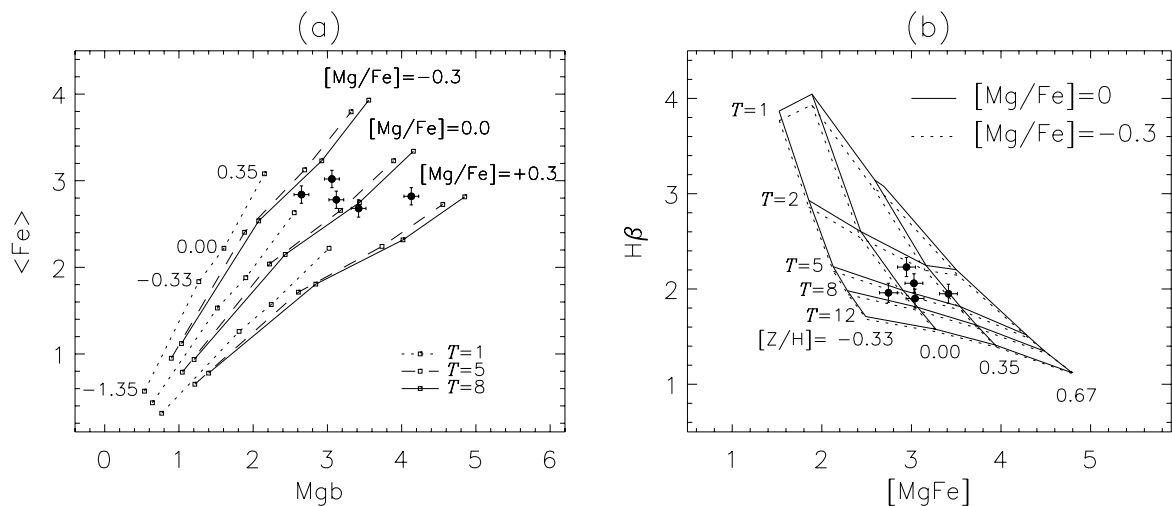 (a)
<Fe>
4
3
2
1
0 1 2 3 4 5 6
Mgb
[Mg/Fe]=−0.3
[Mg/Fe]=0.0
[Mg/Fe]=+0.3
0.35
0.00
−0.33
−1.35
T=1
T=5
T=8
(b)
Hβ
4
3
2
1
1 2 3 4 5
[MgFe]
[Mg/Fe]=0
[Mg/Fe]=−0.3
T=1
T=2
T=5
T=8
T=12
[Z/H]= −0.33
0.00
0.35
0.67